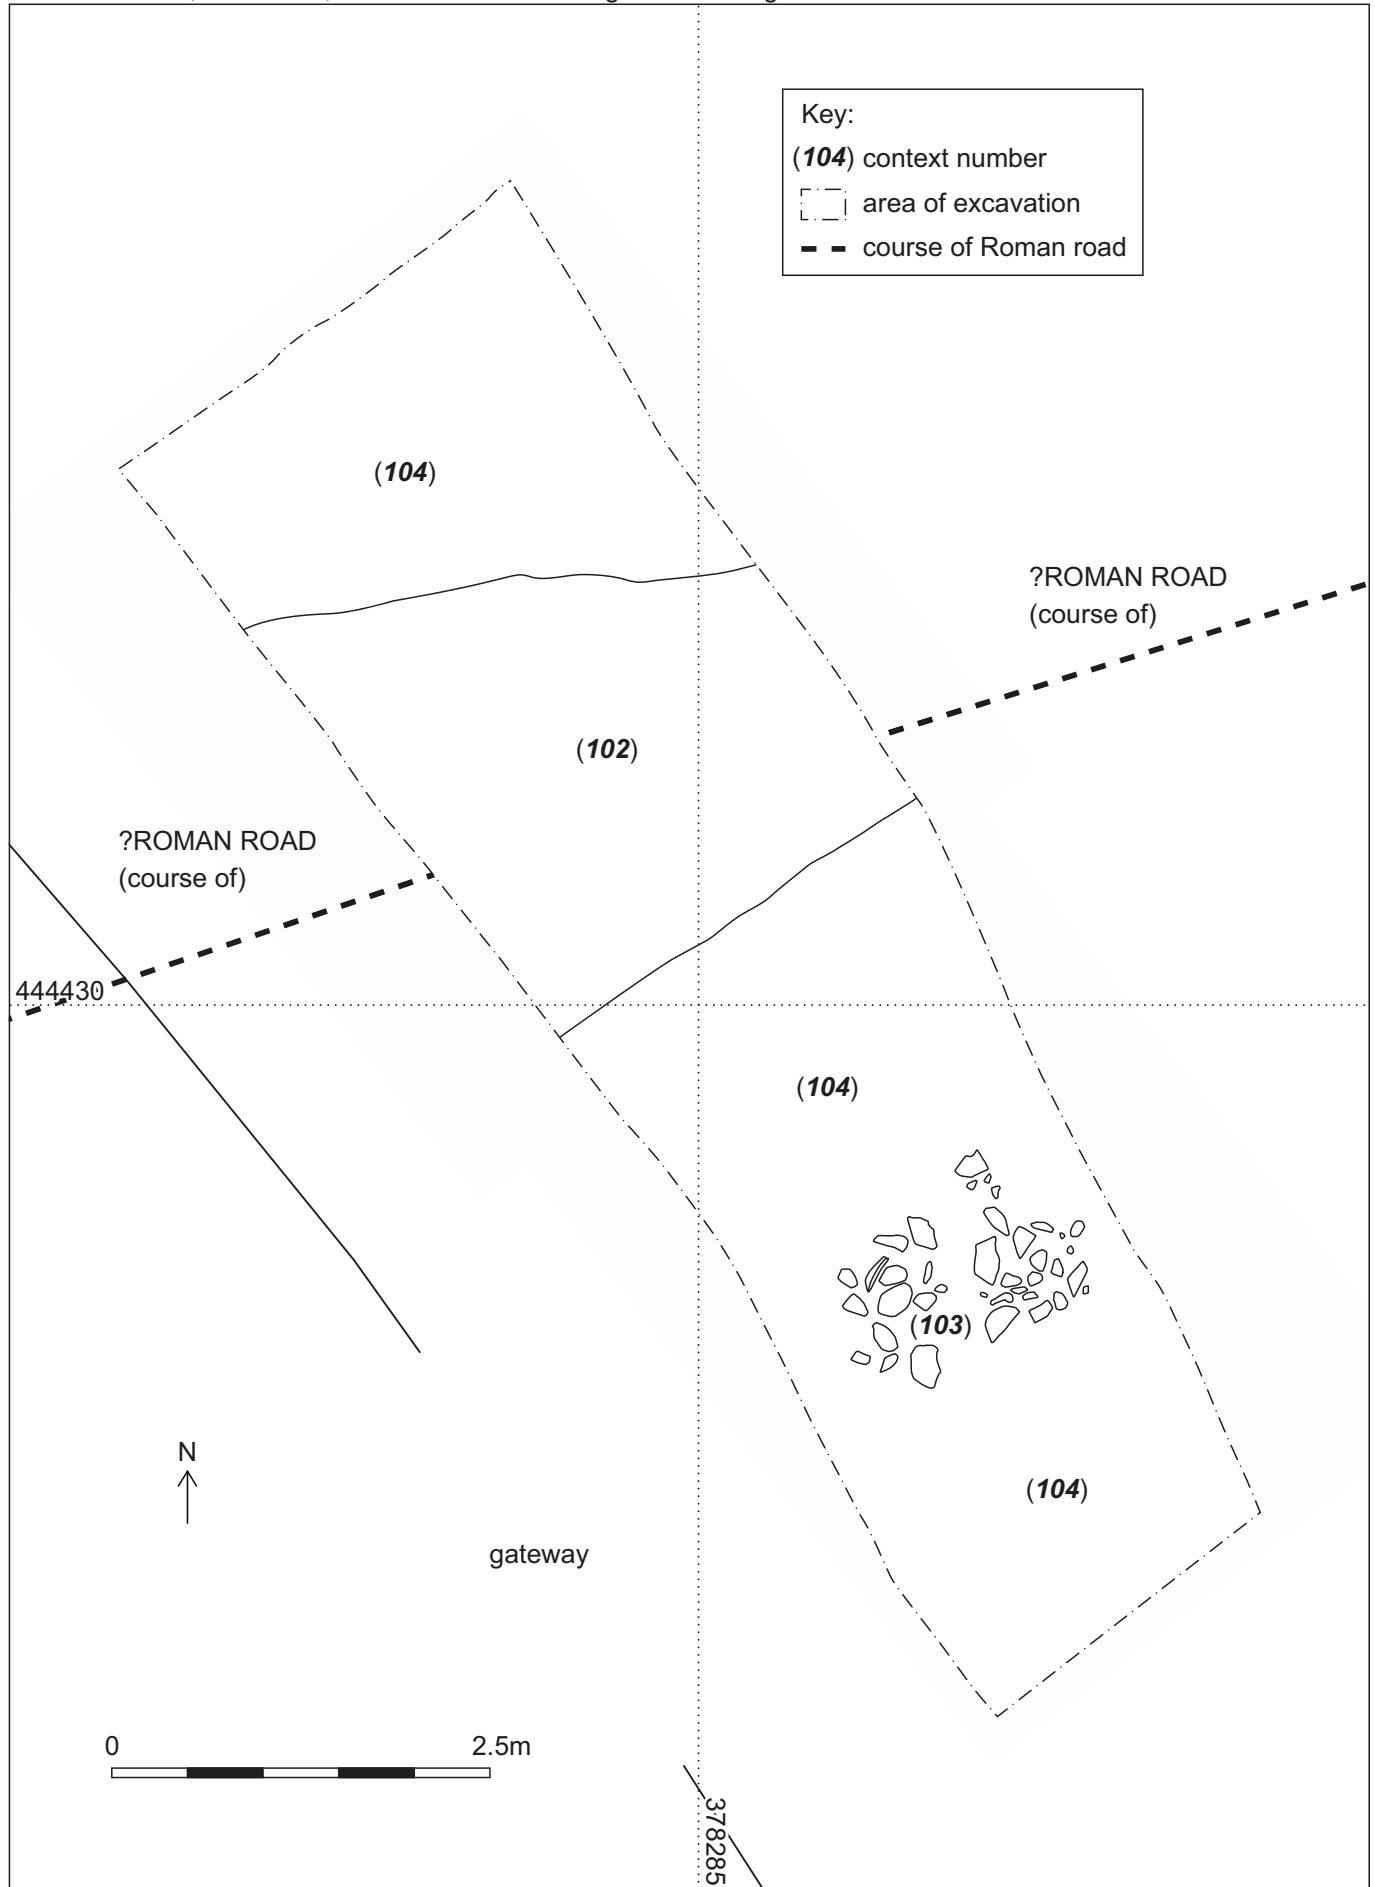 Key:
(104) context number
area of excavation
course of Roman road
(104)
?ROMAN ROAD
(course of)
(102)
?ROMAN ROAD
(course of)
444430
(104)
(103)
N
(104)
gateway
0 2.5m
378285